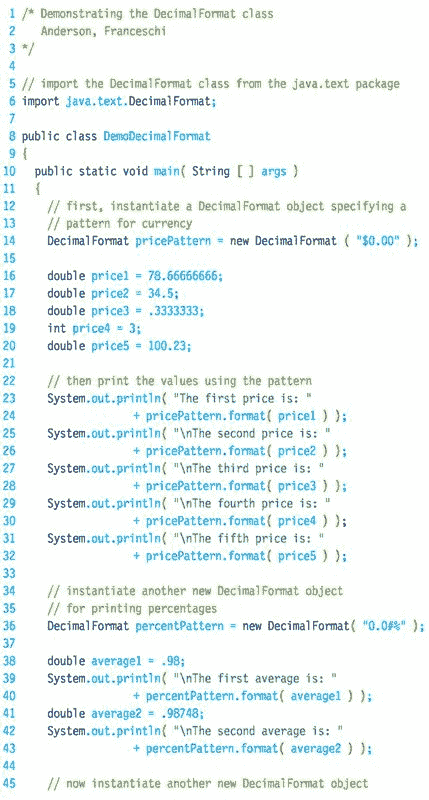 1 /* Demonstrating the DecimalFormat class
2    Anderson, Franceschi
3 */
4
5 // import the DecimalFormat class from the java.text package
6 import java.text.DecimalFormat;
7
8 public class DemoDecimalFormat
9 {
10   public static void main( String [ ] args )
11   {
12     // first, instantiate a DecimalFormat object specifying a
13     // pattern for currency
14     DecimalFormat pricePattern = new DecimalFormat ( "$0.00" );
15
16     double price1 = 78.66666666;
17     double price2 = 34.5;
18     double price3 = .3333333;
19     int price4 = 3;
20     double price5 = 100.23;
21
22     // then print the values using the pattern
23     System.out.println( "The first price is: "
24                + pricePattern.format( price1 ) );
25     System.out.println( "\nThe second price is: "
26                + pricePattern.format( price2 ) );
27     System.out.println( "\nThe third price is: "
28                + pricePattern.format( price3 ) );
29     System.out.println( "\nThe fourth price is: "
30                + pricePattern.format( price4 ) );
31     System.out.println( "\nThe fifth price is: "
32                + pricePattern.format( price5 ) );
33
34     // instantiate another new DecimalFormat object
35     // for printing percentages
36     DecimalFormat percentPattern = new DecimalFormat( "0.0#%" );
37
38     double average1 = .98;
39     System.out.println( "\nThe first average is: "
40                + percentPattern.format( average1 ) );
41     double average2 = .98748;
42     System.out.println( "\nThe second average is: "
43                + percentPattern.format( average2 ) );
44
45     // now instantiate another new DecimalFormat object